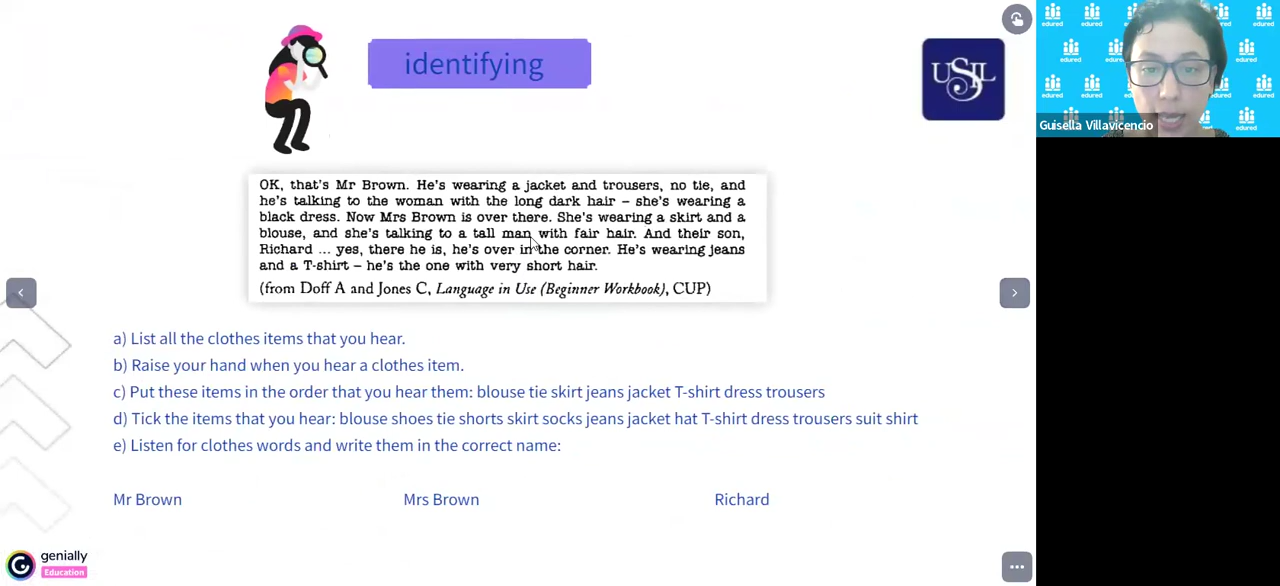 identifying
USIL
edured
edured
edured
edured
edured
edured
edured
Guisella Villavicencio
OK, that's Mr Brown. He's wearing a jacket and trousers, no tie, and
he's talking to the woman with the long dark hair – she's wearing a
black dress. Now Mrs Brown is over there. She's wearing a skirt and a
blouse, and she's talking to a tall man with fair hair. And their son,
Richard ... yes, there he is, he's over in the corner. He's wearing jeans
and a T-shirt – he's the one with very short hair.
(from Doff A and Jones C, Language in Use (Beginner Workbook), CUP)
a) List all the clothes items that you hear.
b) Raise your hand when you hear a clothes item.
c) Put these items in the order that you hear them: blouse tie skirt jeans jacket T-shirt dress trousers
d) Tick the items that you hear: blouse shoes tie shorts skirt socks jeans jacket hat T-shirt dress trousers suit shirt
e) Listen for clothes words and write them in the correct name:
Mr Brown
Mrs Brown
Richard
genially
Education